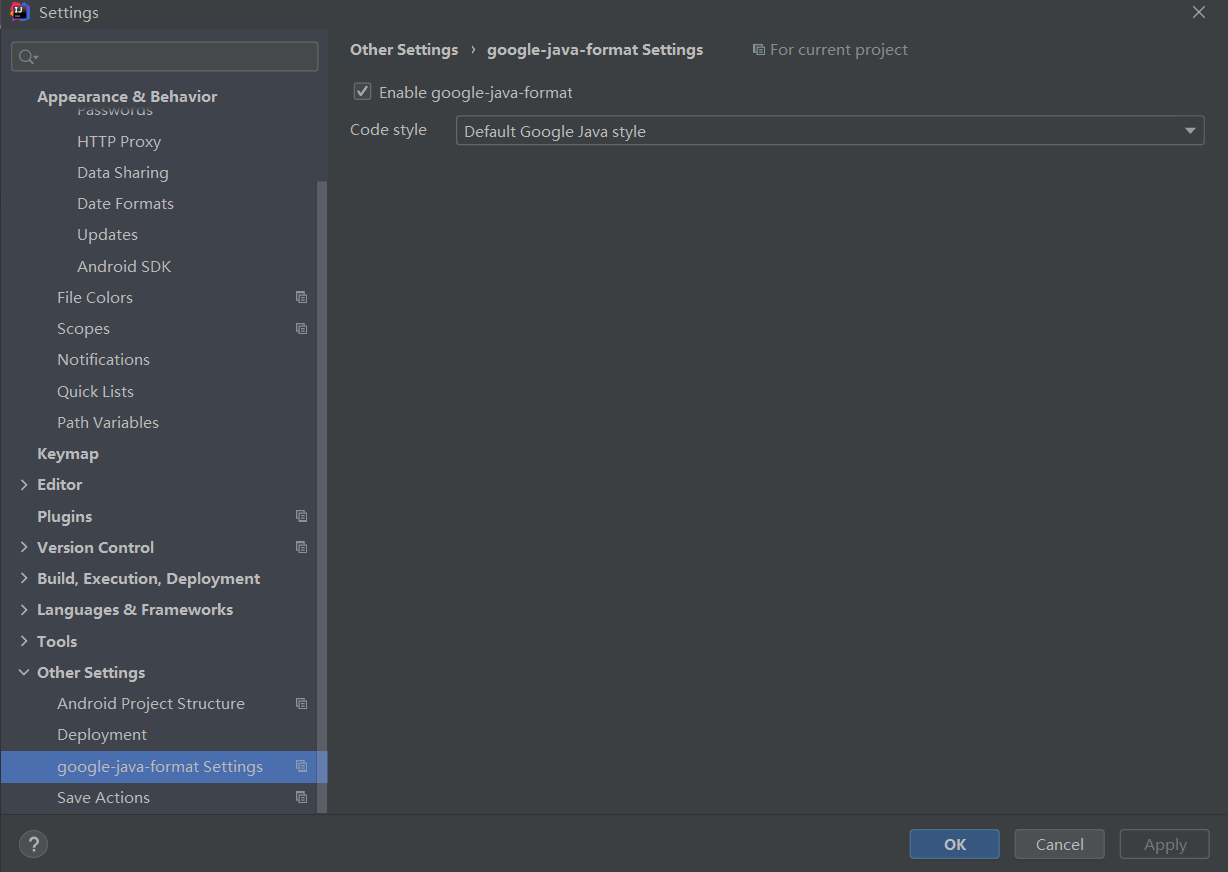 Settings
Other Settings › google-java-format Settings
For current project
Appearance & Behavior
Passwords
HTTP Proxy
Data Sharing
Date Formats
Updates
Android SDK
File Colors
Scopes
Notifications
Quick Lists
Path Variables
Keymap
Editor
Plugins
Version Control
Build, Execution, Deployment
Languages & Frameworks
Tools
Other Settings
Android Project Structure
Deployment
google-java-format Settings
Save Actions
Enable google-java-format
Code style
Default Google Java style
?
OK
Cancel
Apply